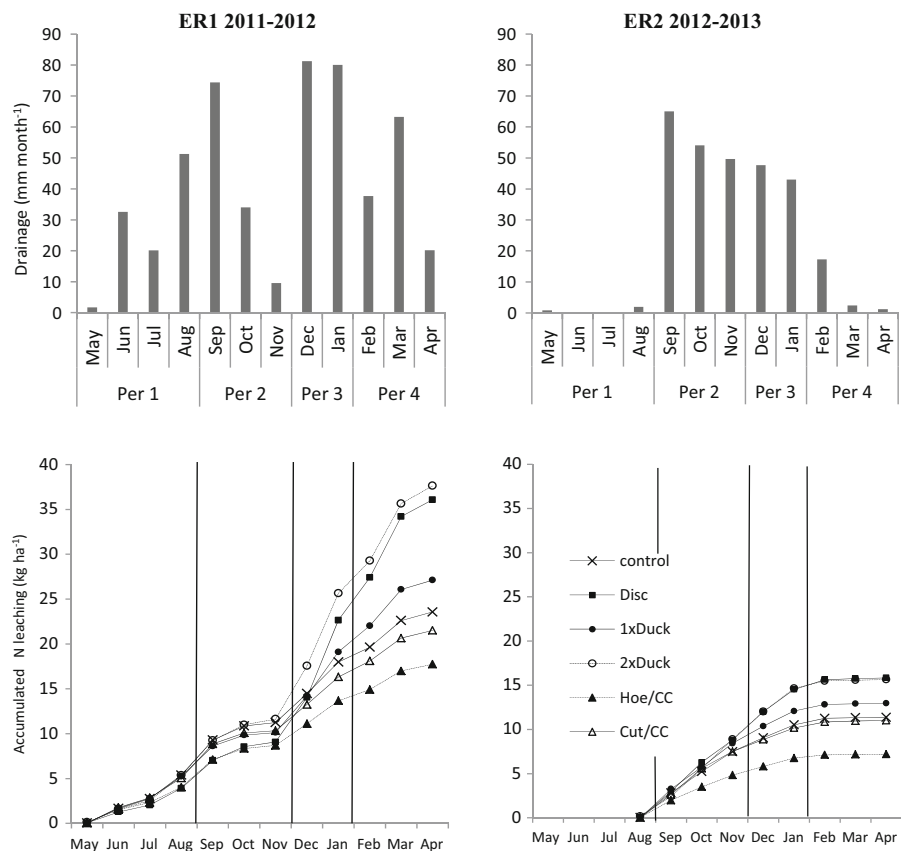 ER1 2011-2012
ER2 2012-2013
Drainage (mm month-1)
90
80
70
60
50
40
30
20
10
0
May
Jun
Jul
Aug
Sep
Oct
Nov
Dec
Jan
Feb
Mar
Apr
Per 1
Per 2
Per 3
Per 4
90
80
70
60
50
40
30
20
10
0
May
Jun
Jul
Aug
Sep
Oct
Nov
Dec
Jan
Feb
Mar
Apr
Per 1
Per 2
Per 3
Per 4
Accumulated N leaching (kg ha-1)
40
35
30
25
20
15
10
5
0
May Jun Jul Aug Sep Oct Nov Dec Jan Feb Mar Apr
40
35
30
25
20
15
10
5
0
control
Disc
1xDuck
2xDuck
Hoe/CC
Cut/CC
May Jun Jul Aug Sep Oct Nov Dec Jan Feb Mar Apr